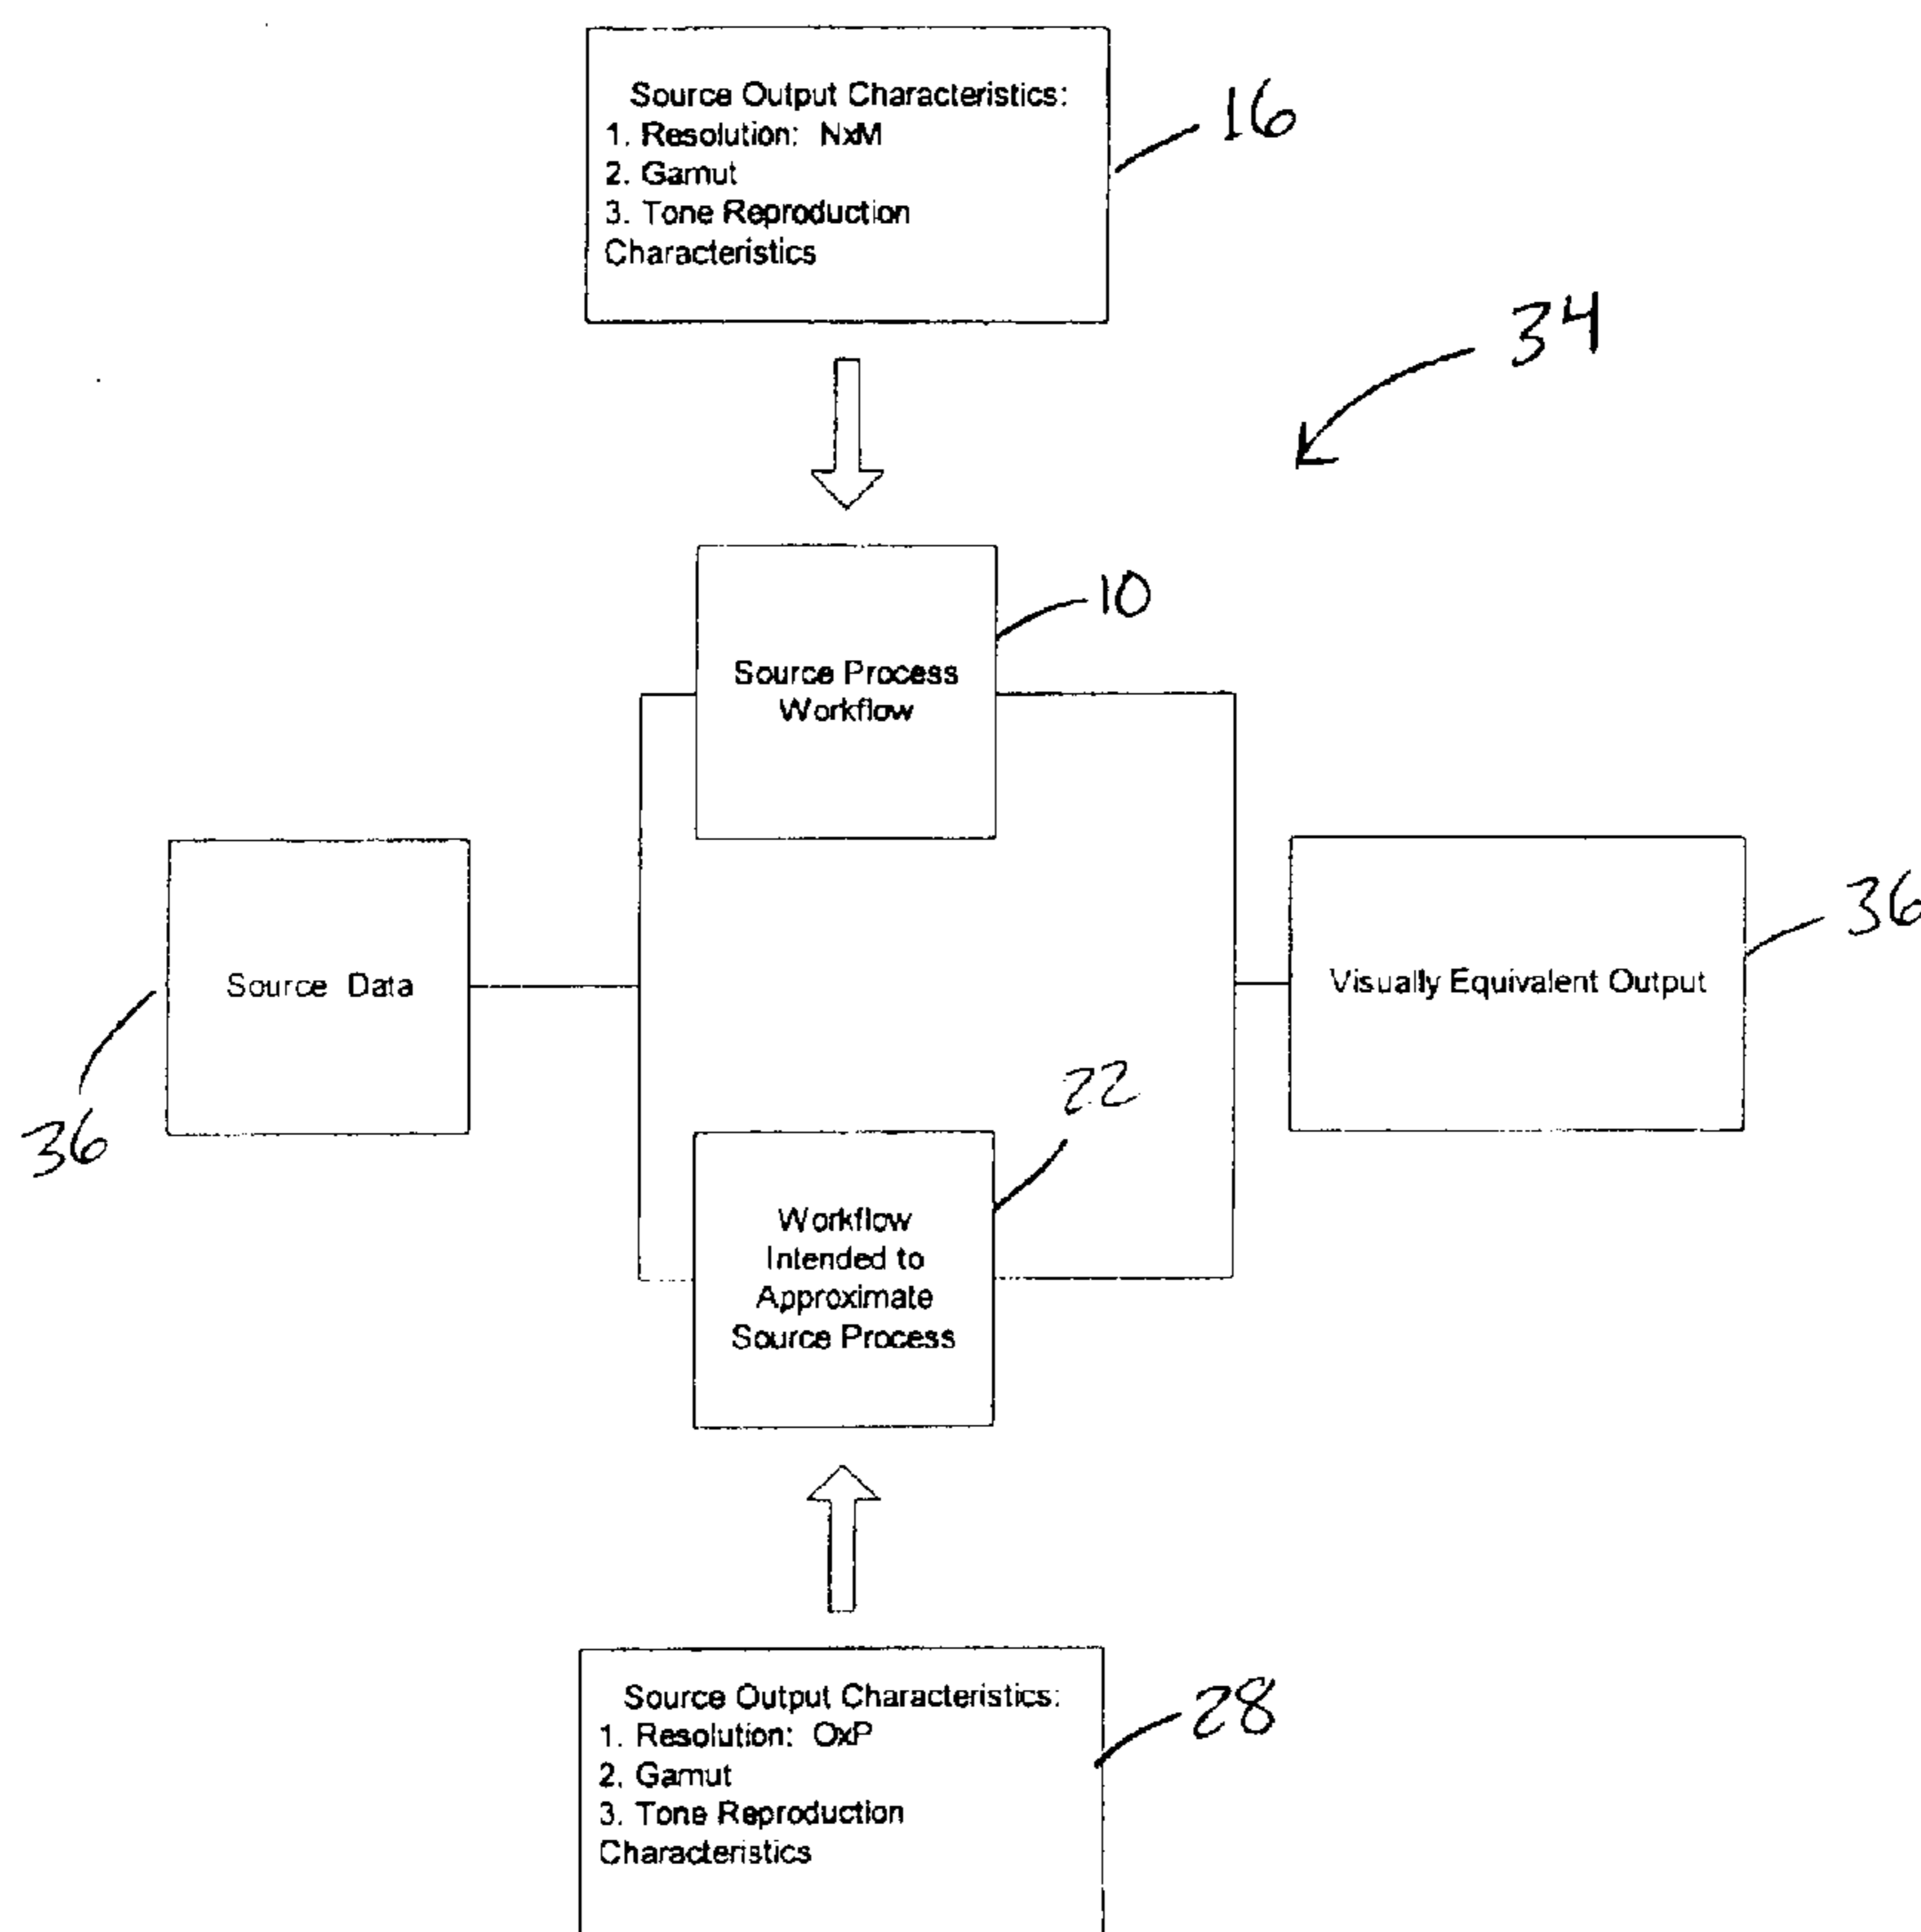 Source Output Characteristics:
1. Resolution: NxM
2. Gamut
3. Tone Reproduction
Characteristics
16
34
10
Source Process
Workflow
Source Data
36
Visually Equivalent Output
36
22
Workflow
Intended to
Approximate
Source Process
Source Output Characteristics:
1. Resolution: OxP
2. Gamut
3. Tone Reproduction
Characteristics
28